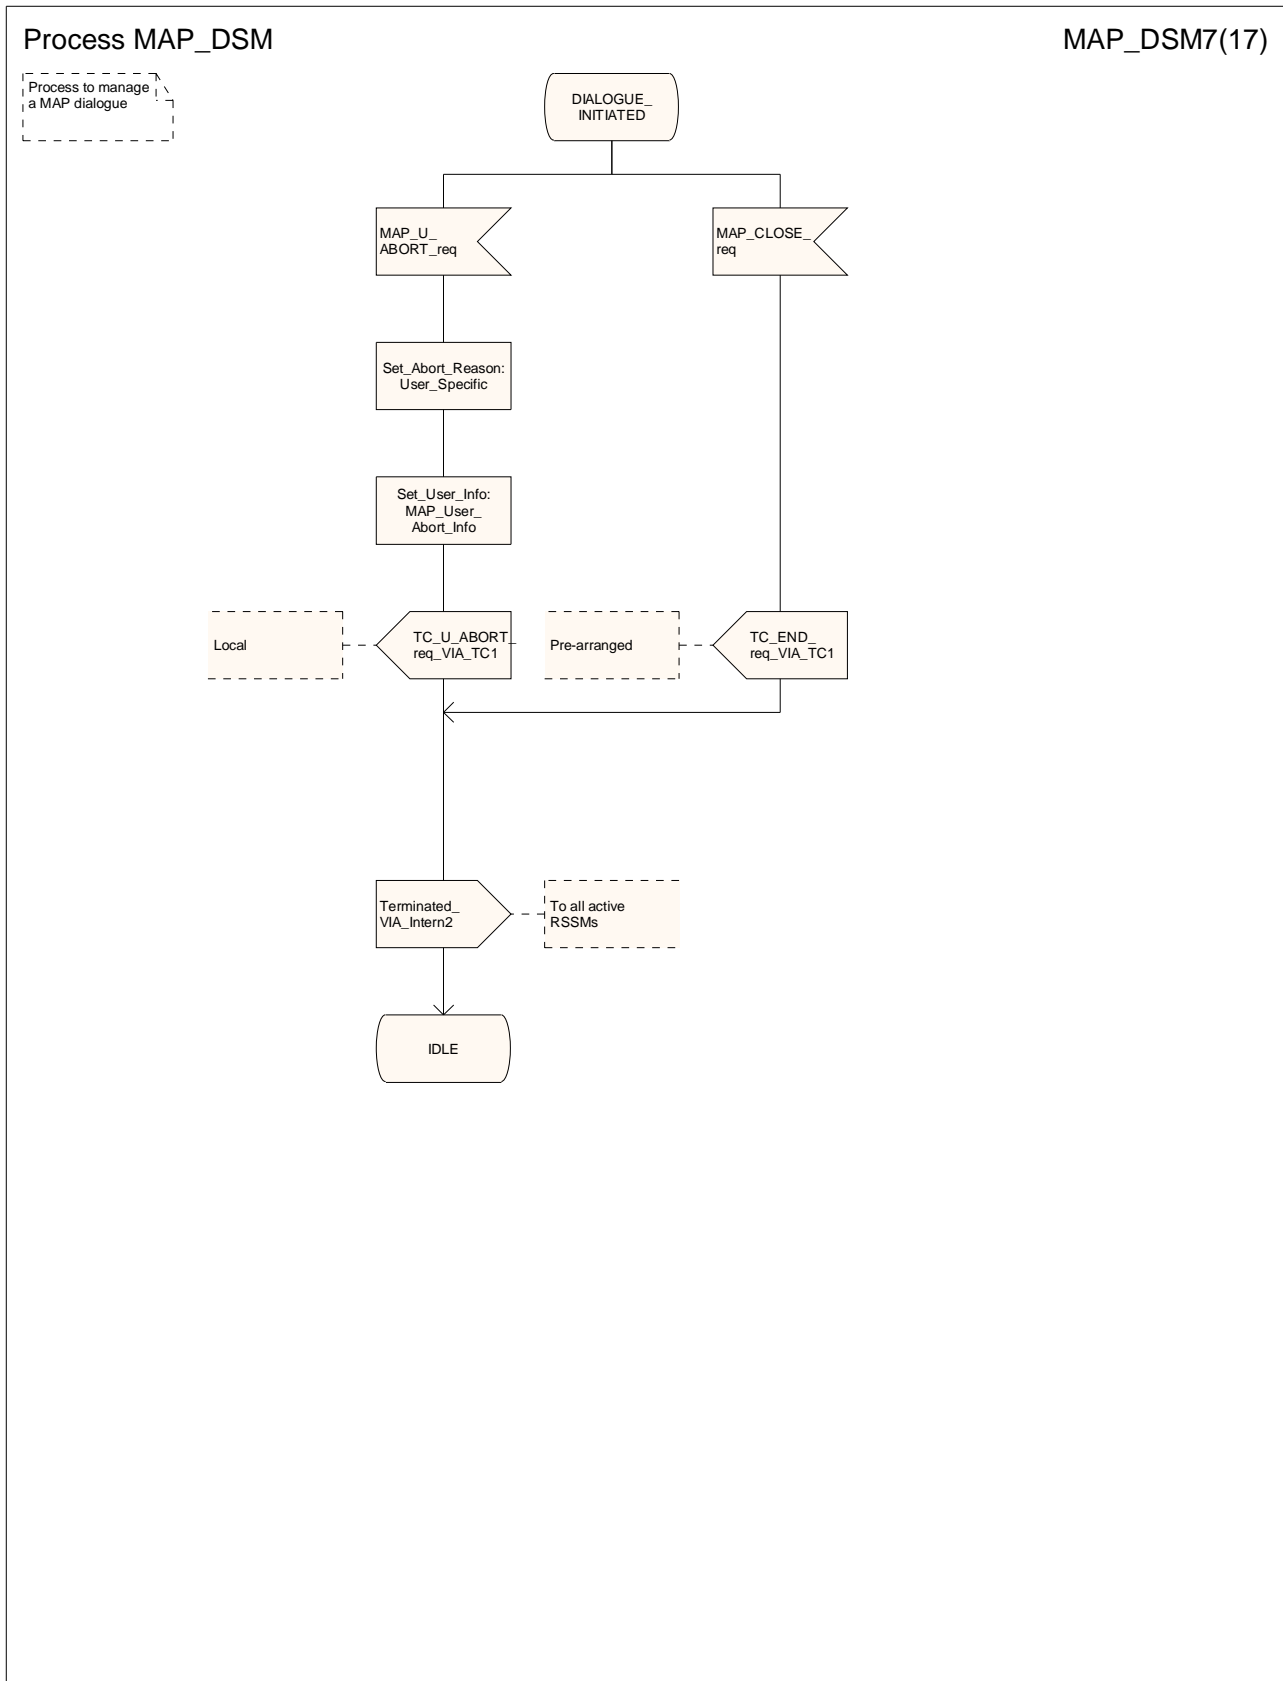 Process MAP_DSM
MAP_DSM7(17)
Process to manage
a MAP dialogue
DIALOGUE_
INITIATED
MAP_U_
ABORT_req
MAP_CLOSE_
req
Set_Abort_Reason:
User_Specific
Set_User_Info:
MAP_User_
Abort_Info
Local
TC_U_ABORT_
req_VIA_TC1
Pre-arranged
TC_END_
req_VIA_TC1
Terminated_
VIA_Intern2
To all active
RSSMs
IDLE